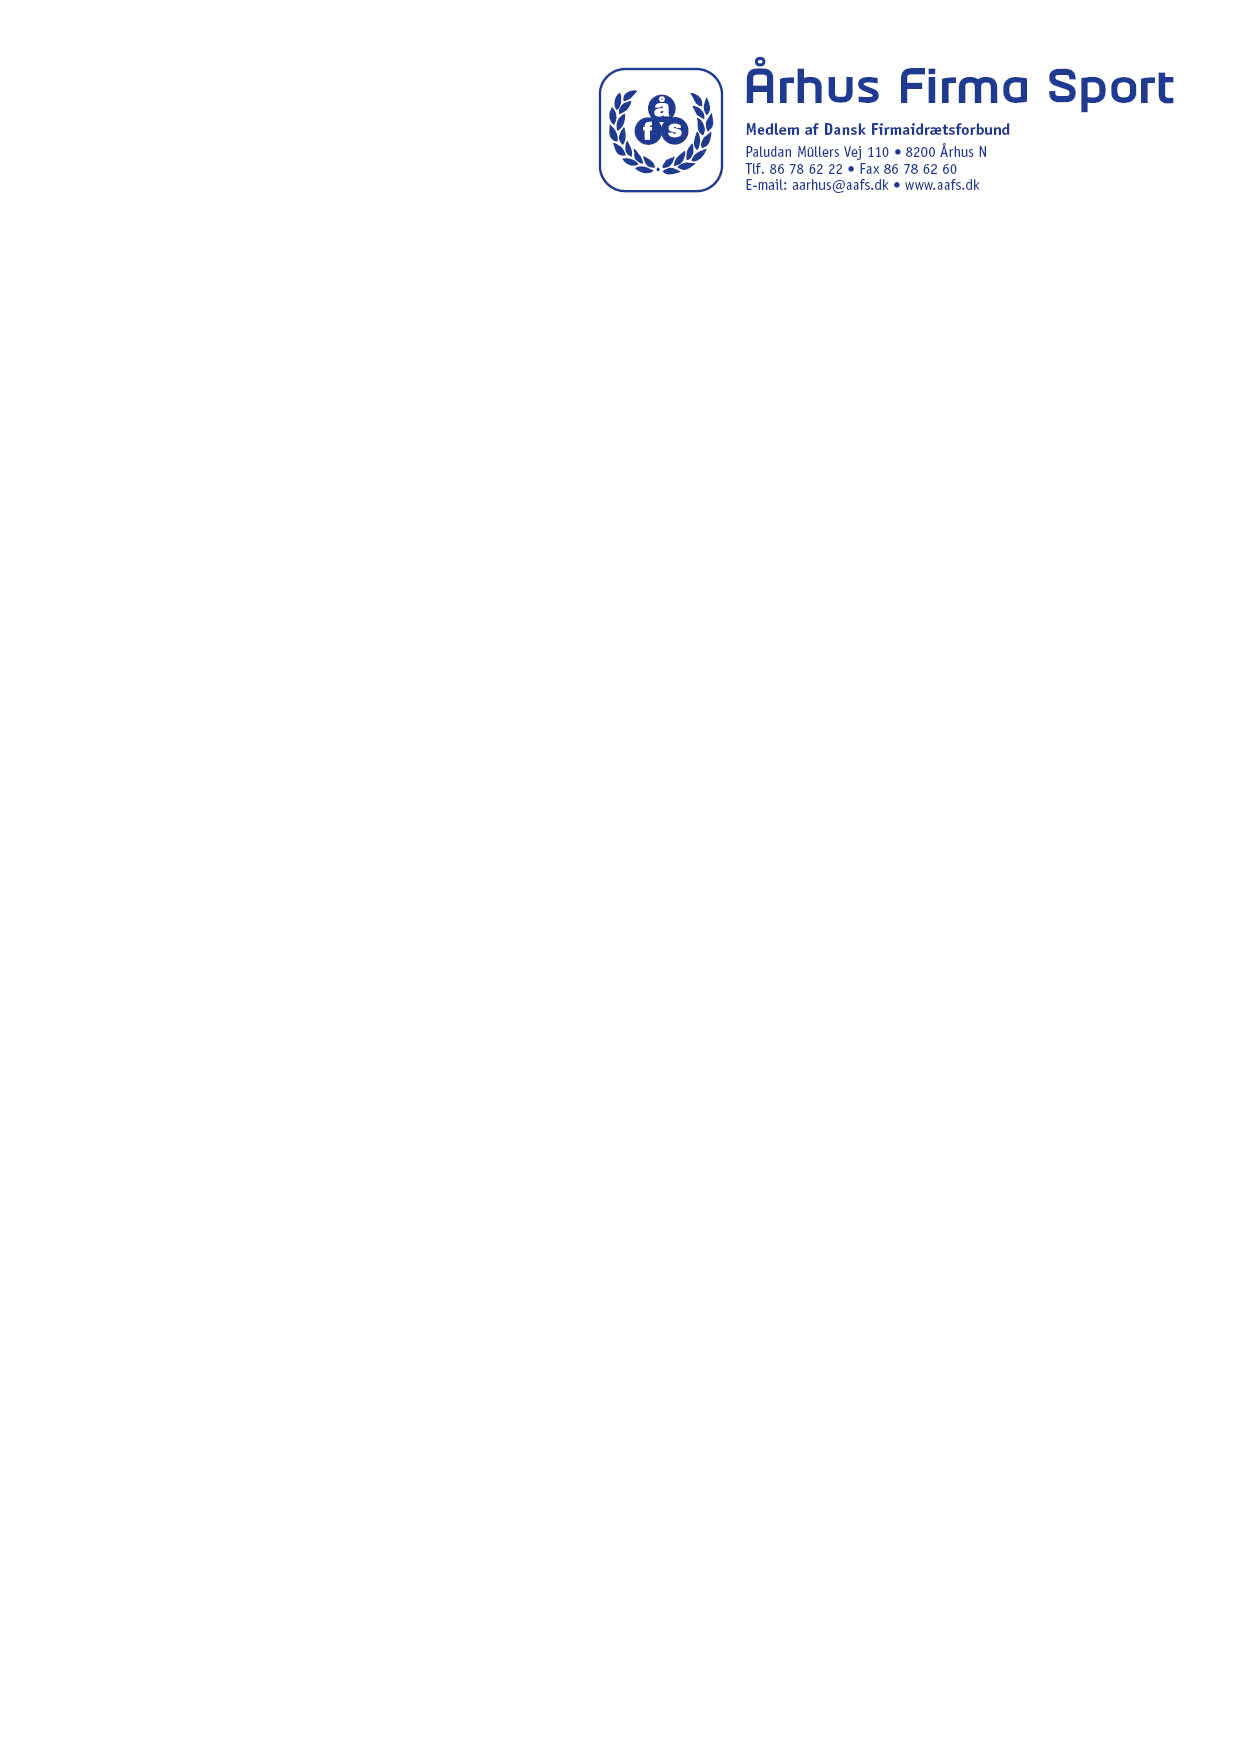 å
f s
Århus Firma Sport
Medlem af Dansk Firmaidrætsforbund
Paludan Müllers Vej 110 • 8200 Århus N
Tlf. 86 78 62 22 • Fax 86 78 62 60
E-mail: aarhus@aafs.dk • www.aafs.dk